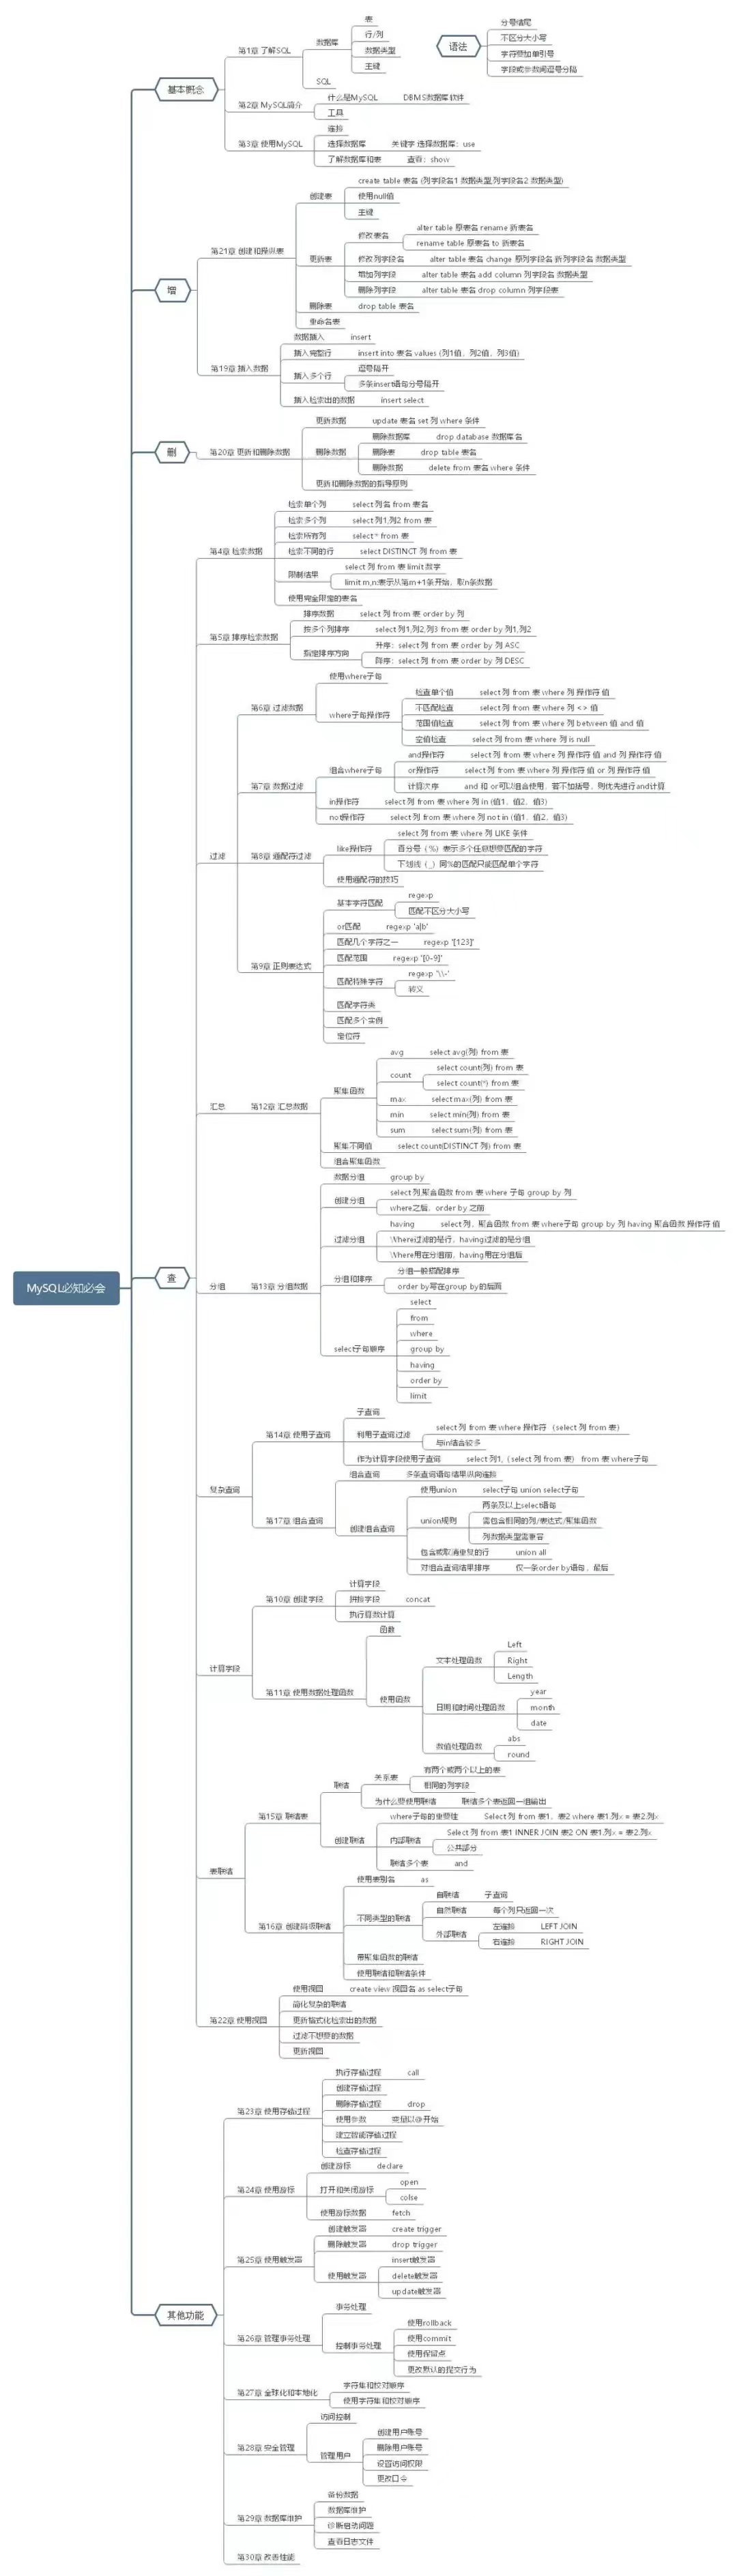 MySQL必知必会
语法
分号结尾
不区分大小写
字符要加单引号
字段或参数间逗号分隔
基本概念
第1章 了解SQL
数据库
表
行/列
数据类型
主键
SQL
第2章 MySQL简介
什么是MySQL DBMS数据库软件
工具
第3章 使用MySQL
连接
选择数据库 关键字 选择数据库：use
了解数据库和表 查看：show
增
第21章 创建和操纵表
创建表
create table 表名 (列字段名1 数据类型,列字段名2 数据类型)
使用null值
主键
更新表
修改表名
alter table 原表名 rename 新表名
rename table 原表名 to 新表名
修改列字段名 alter table 表名 change 原列字段名 新列字段名 数据类型
增加列字段 alter table 表名 add column 列字段名 数据类型
删除列字段 alter table 表名 drop column 列字段表
删除表 drop table 表名
重命名表
第19章 插入数据
数据插入 insert
插入完整行 insert into 表名 values (列1值，列2值，列3值)
插入多个行
逗号隔开
多条insert语句分号隔开
插入检索出的数据 insert select
删
第20章 更新和删除数据
更新数据 update 表名 set 列 where 条件
删除数据
删除数据库 drop database 数据库名
删除表 drop table 表名
删除数据 delete from 表名 where 条件
更新和删除数据的指导原则
查
第4章 检索数据
检索单个列 select 列名 from 表名
检索多个列 select 列1,列2 from 表
检索所有列 select * from 表
检索不同的行 select DISTINCT 列 from 表
限制结果
select 列 from 表 limit 数字
limit m,n:表示从第m+1条开始，取n条数据
使用完全限定的表名
第5章 排序检索数据
排序数据 select 列 from 表 order by 列
按多个列排序 select 列1,列2,列3 from 表 order by 列1,列2
指定排序方向
升序：select 列 from 表 order by 列 ASC
降序：select 列 from 表 order by 列 DESC
过滤
第6章 过滤数据
使用where子句
where子句操作符
检查单个值 select 列 from 表 where 列 操作符 值
不匹配检查 select 列 from 表 where 列 <> 值
范围值检查 select 列 from 表 where 列 between 值 and 值
空值检查 select 列 from 表 where 列 is null
第7章 数据过滤
组合where子句
and操作符 select 列 from 表 where 列 操作符 值 and 列 操作符 值
or操作符 select 列 from 表 where 列 操作符 值 or 列 操作符 值
计算次序 and 和 or可以组合使用，若不加括号，则优先进行and计算
in操作符 select 列 from 表 where 列 in (值1，值2，值3)
not操作符 select 列 from 表 where 列 not in (值1，值2，值3)
第8章 通配符过滤
like操作符
select 列 from 表 where 列 LIKE 条件
百分号（%）表示多个任意想要匹配的字符
下划线（_）同%的匹配只能匹配单个字符
使用通配符的技巧
第9章 正则表达式
基本字符匹配
regexp
匹配不区分大小写
or匹配 regexp 'a|b'
匹配几个字符之一 regexp '[123]'
匹配范围 regexp '[0-9]'
匹配特殊字符
regexp '\\-'
转义
匹配字符类
匹配多个实例
定位符
汇总
第12章 汇总数据
聚集函数
avg select avg(列) from 表
count
select count(列) from 表
select count(*) from 表
max select max(列) from 表
min select min(列) from 表
sum select sum(列) from 表
聚集不同值 select count(DISTINCT 列) from 表
组合聚集函数
分组
第13章 分组数据
数据分组 group by
创建分组
select 列,聚合函数 from 表 where 子句 group by 列
where之后，order by 之前
过滤分组
having select 列，聚合函数 from 表 where子句 group by 列 having 聚合函数 操作符 值
Where过滤的是行，having过滤的是分组
Where用在分组前，having用在分组后
分组和排序
分组一般搭配排序
order by写在group by的后面
select子句顺序
select
from
where
group by
having
order by
limit
复杂查询
第14章 使用子查询
子查询
利用子查询过滤
select 列 from 表 where 操作符 （select 列 from 表）
与in结合较多
作为计算字段使用子查询 select 列1,（select 列 from 表） from 表 where子句
第17章 组合查询
组合查询 多条查询语句结果纵向连接
创建组合查询
使用union select子句 union select子句
union规则
两条及以上select语句
需包含相同的列/表达式/聚集函数
列数据类型需兼容
包含或取消重复的行 union all
对组合查询结果排序 仅一条order by语句，最后
计算字段
第10章 创建字段
计算字段
拼接字段 concat
执行算数计算
第11章 使用数据处理函数
函数
使用函数
文本处理函数
Left
Right
Length
日期和时间处理函数
year
month
date
数值处理函数
abs
round
表联结
第15章 联结表
联结
关系表
有两个或两个以上的表
相同的列字段
为什么要使用联结 联结多个表返回一组输出
创建联结
where子句的重要性 Select 列 from 表1，表2 where 表1.列x = 表2.列x
内部联结
Select 列 from 表1 INNER JOIN 表2 ON 表1.列x = 表2.列x
公共部分
联结多个表 and
第16章 创建高级联结
使用表别名 as
不同类型的联结
自联结 子查询
自然联结 每个列只返回一次
外部联结
左连接 LEFT JOIN
右连接 RIGHT JOIN
带聚集函数的联结
使用联结和联结条件
第22章 使用视图
使用视图 create view 视图名 as select子句
简化复杂的联结
更新格式化检索出的数据
过滤不想要的数据
更新视图
其他功能
第23章 使用存储过程
执行存储过程 call
创建存储过程
删除存储过程 drop
使用参数 变量以@开始
建立智能存储过程
检查存储过程
第24章 使用游标
创建游标 declare
打开和关闭游标
open
colse
使用游标数据 fetch
第25章 使用触发器
创建触发器 create trigger
删除触发器 drop trigger
使用触发器
insert触发器
delete触发器
update触发器
第26章 管理事务处理
事务处理
控制事务处理
使用rollback
使用commit
使用保留点
更改默认的提交行为
第27章 全球化和本地化
字符集和校对顺序
使用字符集和校对顺序
第28章 安全管理
访问控制
管理用户
创建用户账号
删除用户账号
设置访问权限
更改口令
第29章 数据库维护
备份数据
数据库维护
诊断启动问题
查看日志文件
第30章 改善性能